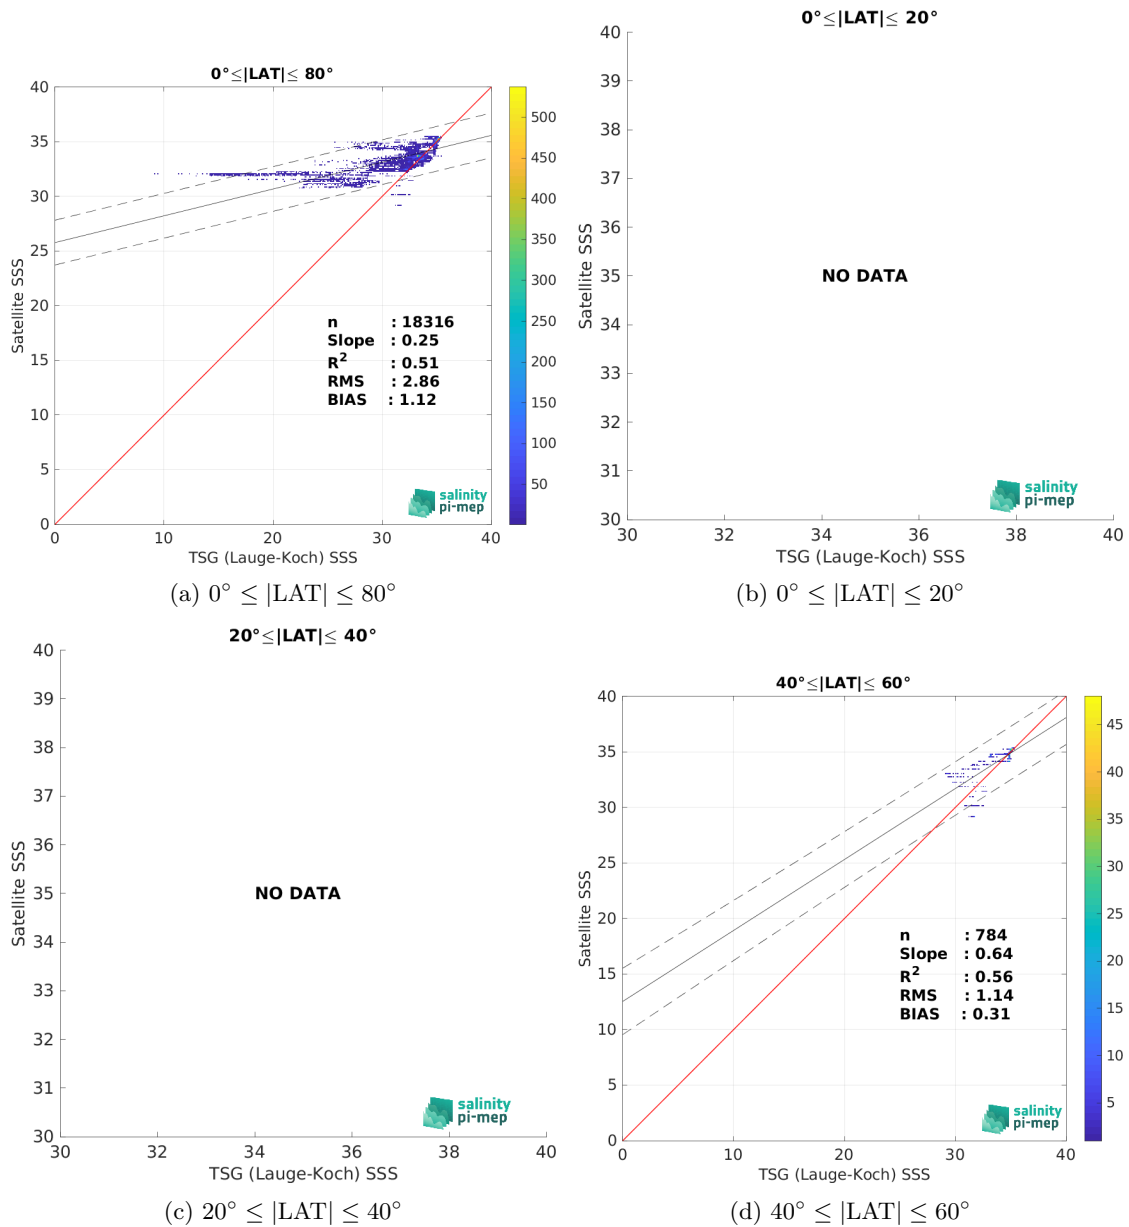 0°≤|LAT|≤ 80°
40
35
30
25
20
15
10
5
0
Satellite SSS
0
10
20
30
40
TSG (Lauge-Koch) SSS
n : 18316
Slope : 0.25
R² : 0.51
RMS : 2.86
BIAS : 1.12
salinity
pi-mep
500
450
400
350
300
250
200
150
100
50
(a) 0° ≤ |LAT| ≤ 80°
0°≤|LAT|≤ 20°
40
39
38
37
36
35
34
33
32
31
30
Satellite SSS
NO DATA
salinity
pi-mep
30
32
34
36
38
40
TSG (Lauge-Koch) SSS
(b) 0° ≤ |LAT| ≤ 20°
20°≤|LAT|≤ 40°
40
39
38
37
36
35
34
33
32
31
30
Satellite SSS
NO DATA
salinity
pi-mep
30
32
34
36
38
40
TSG (Lauge-Koch) SSS
(c) 20° ≤ |LAT| ≤ 40°
40°≤|LAT|≤ 60°
40
35
30
25
20
15
10
5
0
Satellite SSS
n : 784
Slope : 0.64
R² : 0.56
RMS : 1.14
BIAS : 0.31
salinity
pi-mep
0
10
20
30
40
TSG (Lauge-Koch) SSS
45
40
35
30
25
20
15
10
5
(d) 40° ≤ |LAT| ≤ 60°